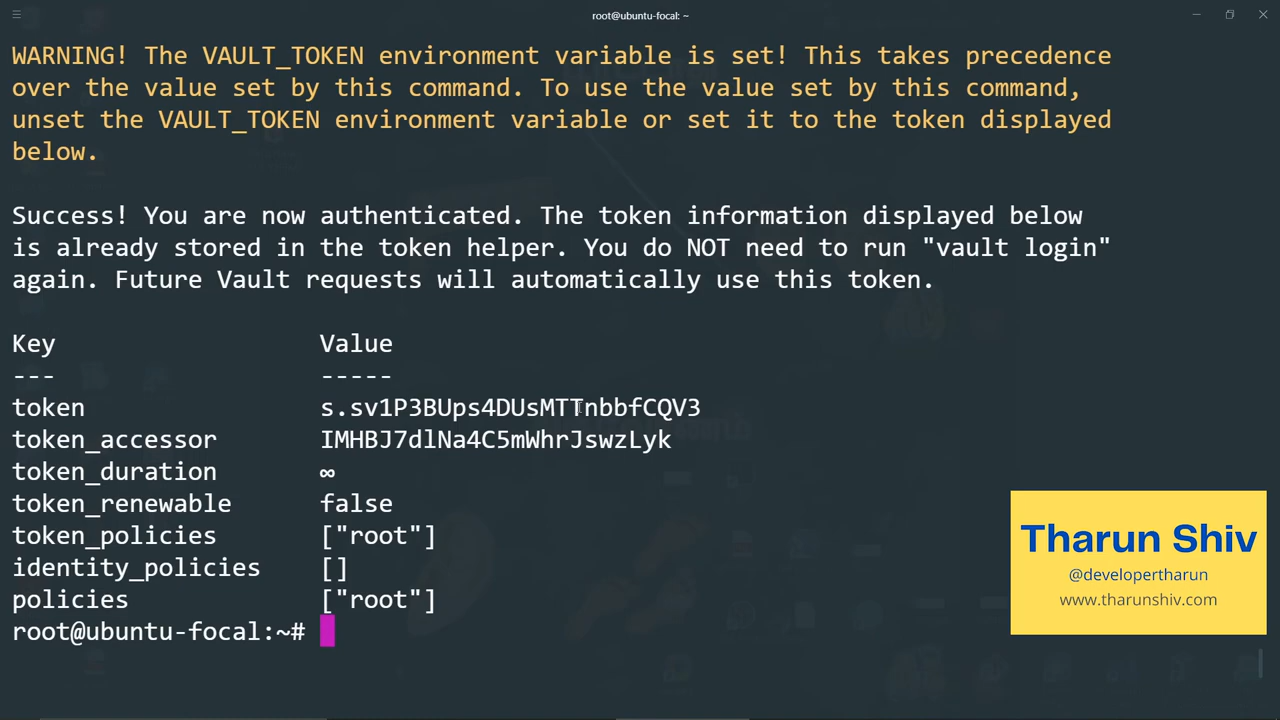 root@ubuntu-focal: ~
WARNING! The VAULT_TOKEN environment variable is set! This takes precedence
over the value set by this command. To use the value set by this command,
unset the VAULT_TOKEN environment variable or set it to the token displayed
below.
Success! You are now authenticated. The token information displayed below
is already stored in the token helper. You do NOT need to run "vault login"
again. Future Vault requests will automatically use this token.
Key Value
--- -----
token s.sv1P3BUps4DUsMTTnbbfCQV3
token_accessor IMHBJ7dlNa4C5mWhrJswzLyk
token_duration ∞
token_renewable false
token_policies ["root"]
identity_policies []
policies ["root"]
root@ubuntu-focal:~#
Tharun Shiv
@developertharun
www.tharunshiv.com